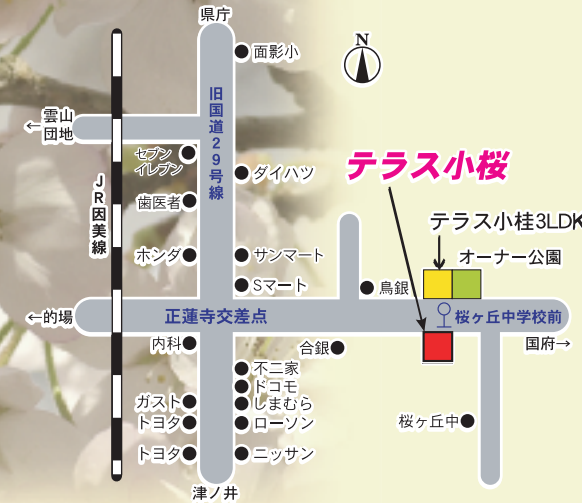 県庁
面影小
N
←雲山
団地
旧国道29号線
セブン
イレブン
ダイハツ
テラス小桜
JR因美線
歯医者
テラス小桂3LDK
ホンダ
サンマート
オーナー公園
Sマート
鳥銀
←的場
正蓮寺交差点
桜ヶ丘中学校前
国府→
内科
合銀
不二家
ドコモ
ガスト
しまむら
トヨタ
ローソン
桜ヶ丘中
トヨタ
ニッサン
津ノ井